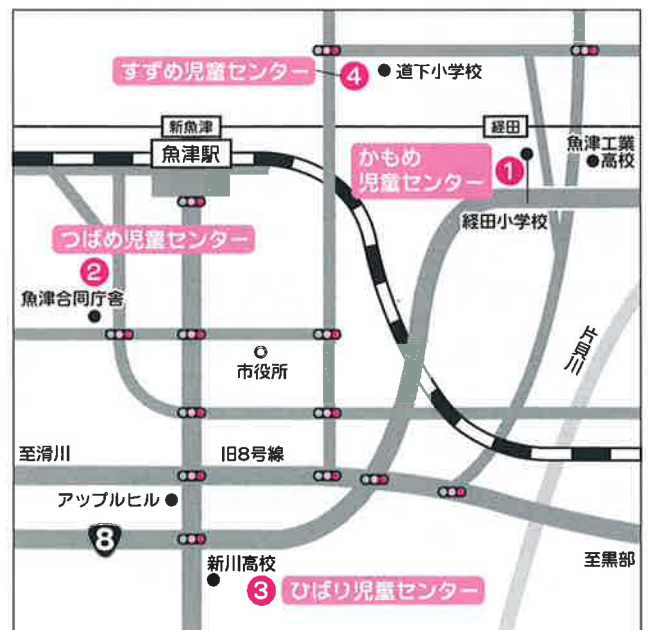 すずめ児童センター
4
道下小学校
新魚津
魚津駅
経田
魚津工業
高校
かもめ
児童センター
1
経田小学校
つばめ児童センター
2
魚津合同庁舎
市役所
片貝川
至滑川
旧8号線
アップルヒル
8
至黒部
新川高校
3
ひばり児童センター